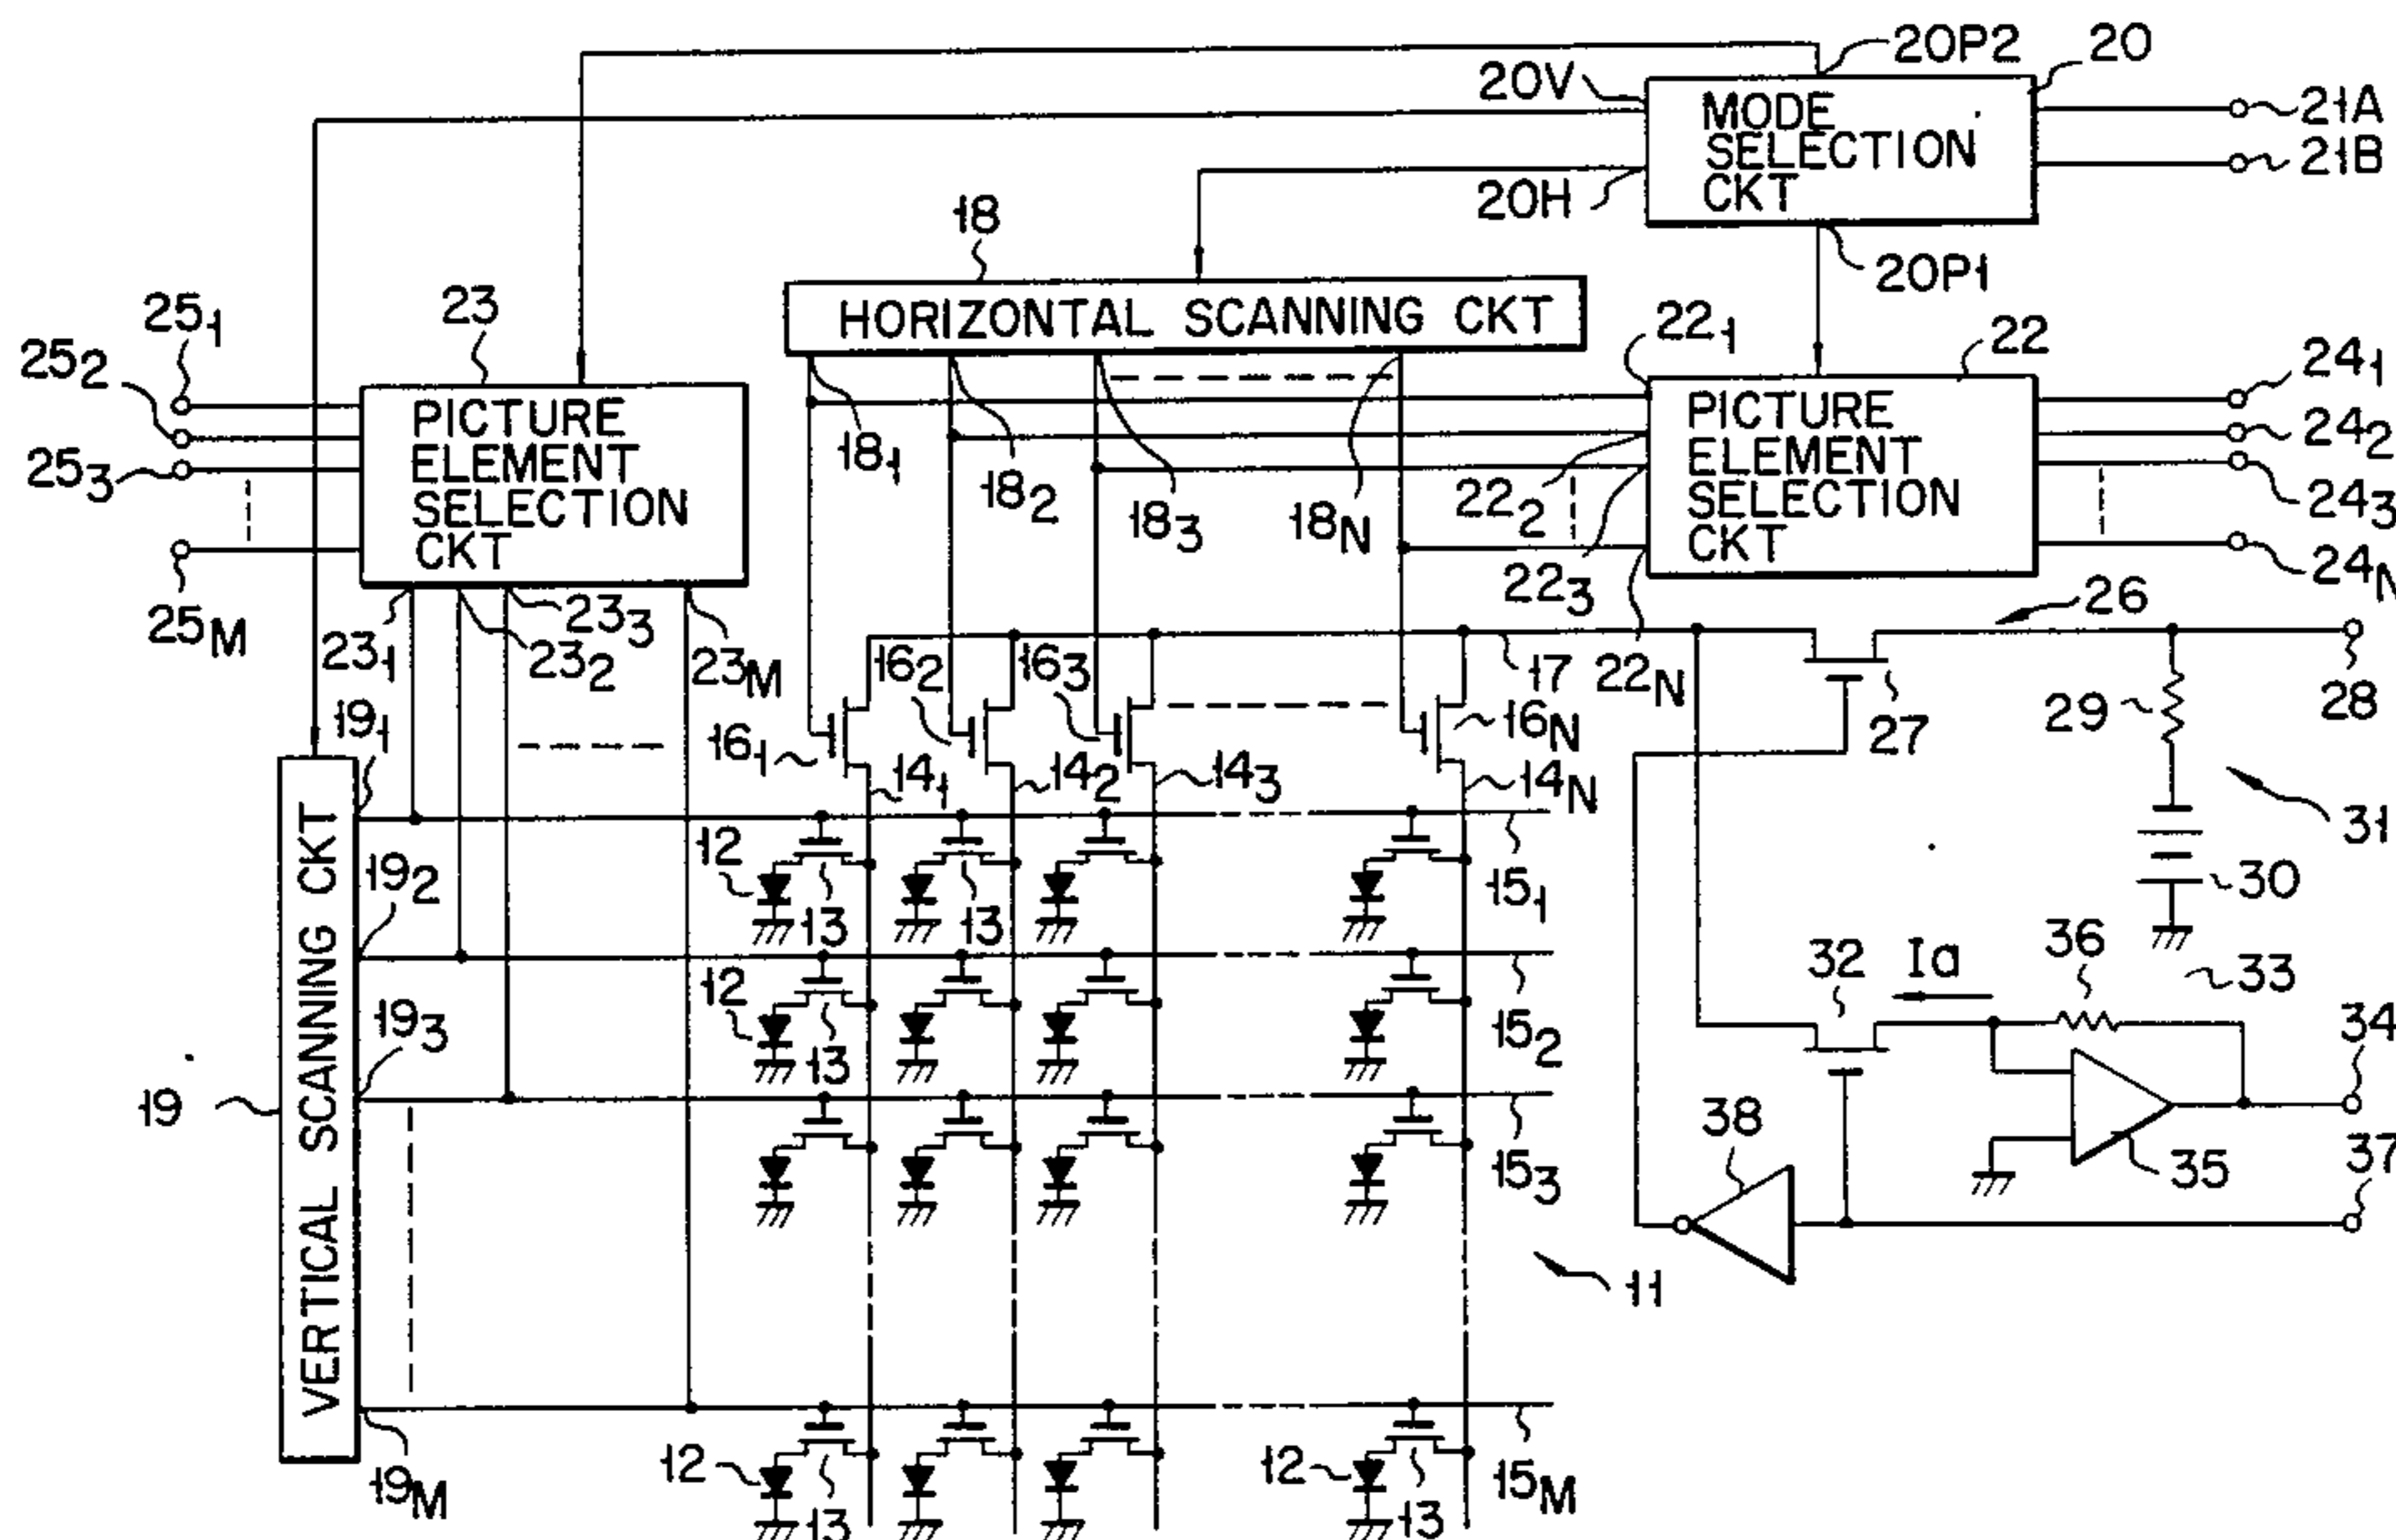 20P2
20
20V
MODE
SELECTION
CKT
21A
21B
20H
20P1
18
HORIZONTAL SCANNING CKT
25₁
25₂
25₃
25M
23
PICTURE
ELEMENT
SELECTION
CKT
23₁
23₂
23₃
23M
18₁
18₂
18₃
18N
22₁
22
PICTURE
ELEMENT
SELECTION
CKT
22₂
22₃
22N
24₁
24₂
24₃
24N
26
16₁
16₂
16₃
16N
17
27
28
29
30
31
14₁
14₂
14₃
14N
19₁
19₂
19₃
19M
19
VERTICAL SCANNING CKT
12
13
13
15₁
12
13
15₂
15₃
12
13
12
13
15M
11
32
Ia
36
33
34
35
37
38